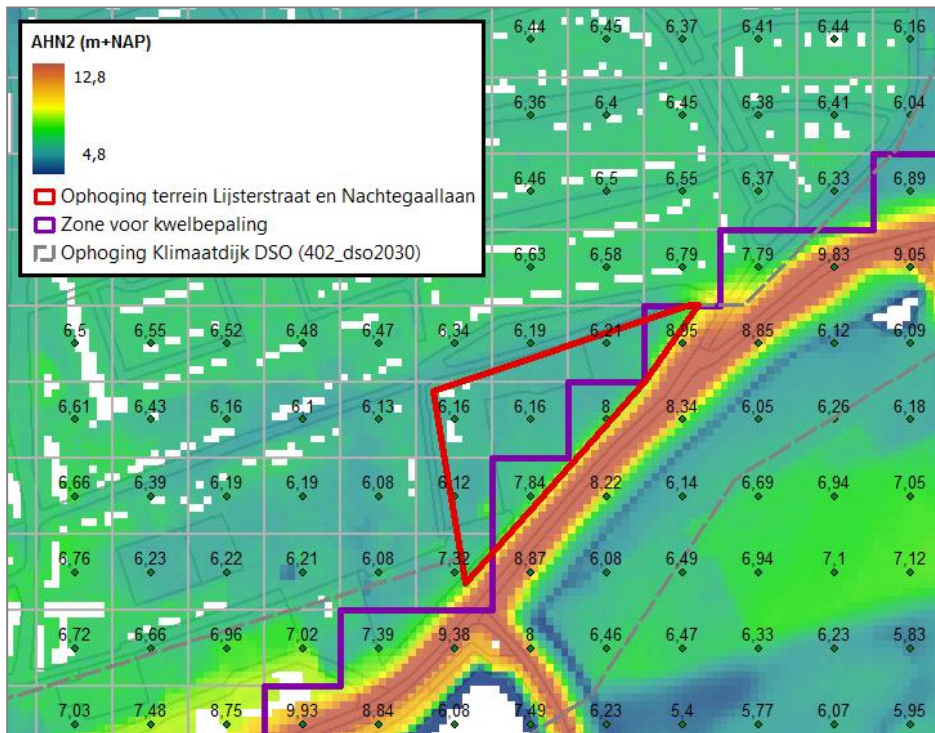 AHN2 (m+NAP)
12,8
4,8
Ophoging terrein Lijsterstraat en Nachtegaallaan
Zone voor kwelbepaling
Ophoging Klimaatdijk DSO (402_dso2030)
6,44 6,45 6,37 6,41 6,44 6,16
6,36 6,4 6,45 6,38 6,41 6,04
6,46 6,5 6,55 6,37 6,33 6,89
6,63 6,58 6,79 7,79 9,83 9,05
6,5 6,55 6,52 6,48 6,47 6,34 6,19 6,21 8,95 8,85 6,12 6,09
6,61 6,43 6,16 6,1 6,13 6,16 6,16 8 8,34 6,05 6,26 6,18
6,66 6,39 6,19 6,19 6,08 6,12 7,84 8,22 6,14 6,69 6,94 7,05
6,76 6,23 6,22 6,21 6,08 7,32 8,87 6,08 6,49 6,94 7,1 7,12
6,72 6,66 6,96 7,02 7,39 9,38 8 6,46 6,47 6,33 6,23 5,83
7,03 7,48 8,75 9,93 8,84 6,08 7,49 6,23 5,4 5,77 6,07 5,95